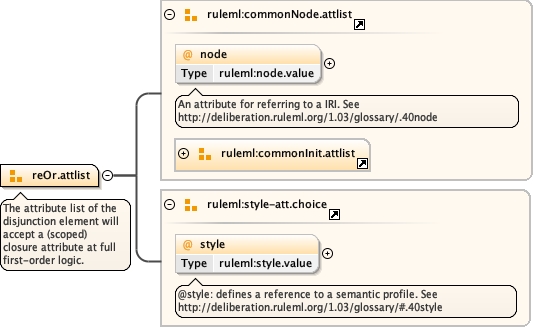 ruleml:commonNode.attlist
@ node
Type ruleml:node.value
An attribute for referring to a IRI. See
http://deliberation.ruleml.org/1.03/glossary/.40node
ruleml:commonInit.attlist
reOr.attlist
The attribute list of the
disjunction element will
accept a (scoped)
closure attribute at full
first-order logic.
ruleml:style-att.choice
@ style
Type ruleml:style.value
@style: defines a reference to a semantic profile. See
http://deliberation.ruleml.org/1.03/glossary/#.40style